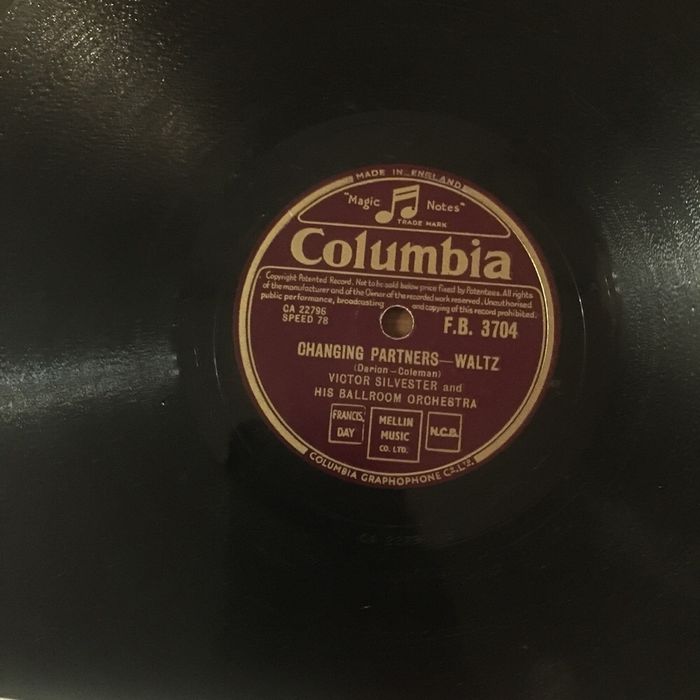 MADE IN ENGLAND
"Magic Notes"
TRADE MARK
Columbia
Copyright Patented Record. Not to be sold below price fixed by Patentees. All rights
of the manufacturer and of the Owner of the recorded work reserved. Unauthorised
public performance, broadcasting and copying of this record prohibited.
CA 22796
SPEED 78
F.B. 3704
CHANGING PARTNERS—WALTZ
(Darion—Coleman)
VICTOR SILVESTER and
HIS BALLROOM ORCHESTRA
FRANCIS, DAY
MELLIN MUSIC CO. LTD.
N.C.B.
COLUMBIA GRAPHOPHONE Co. LTD.